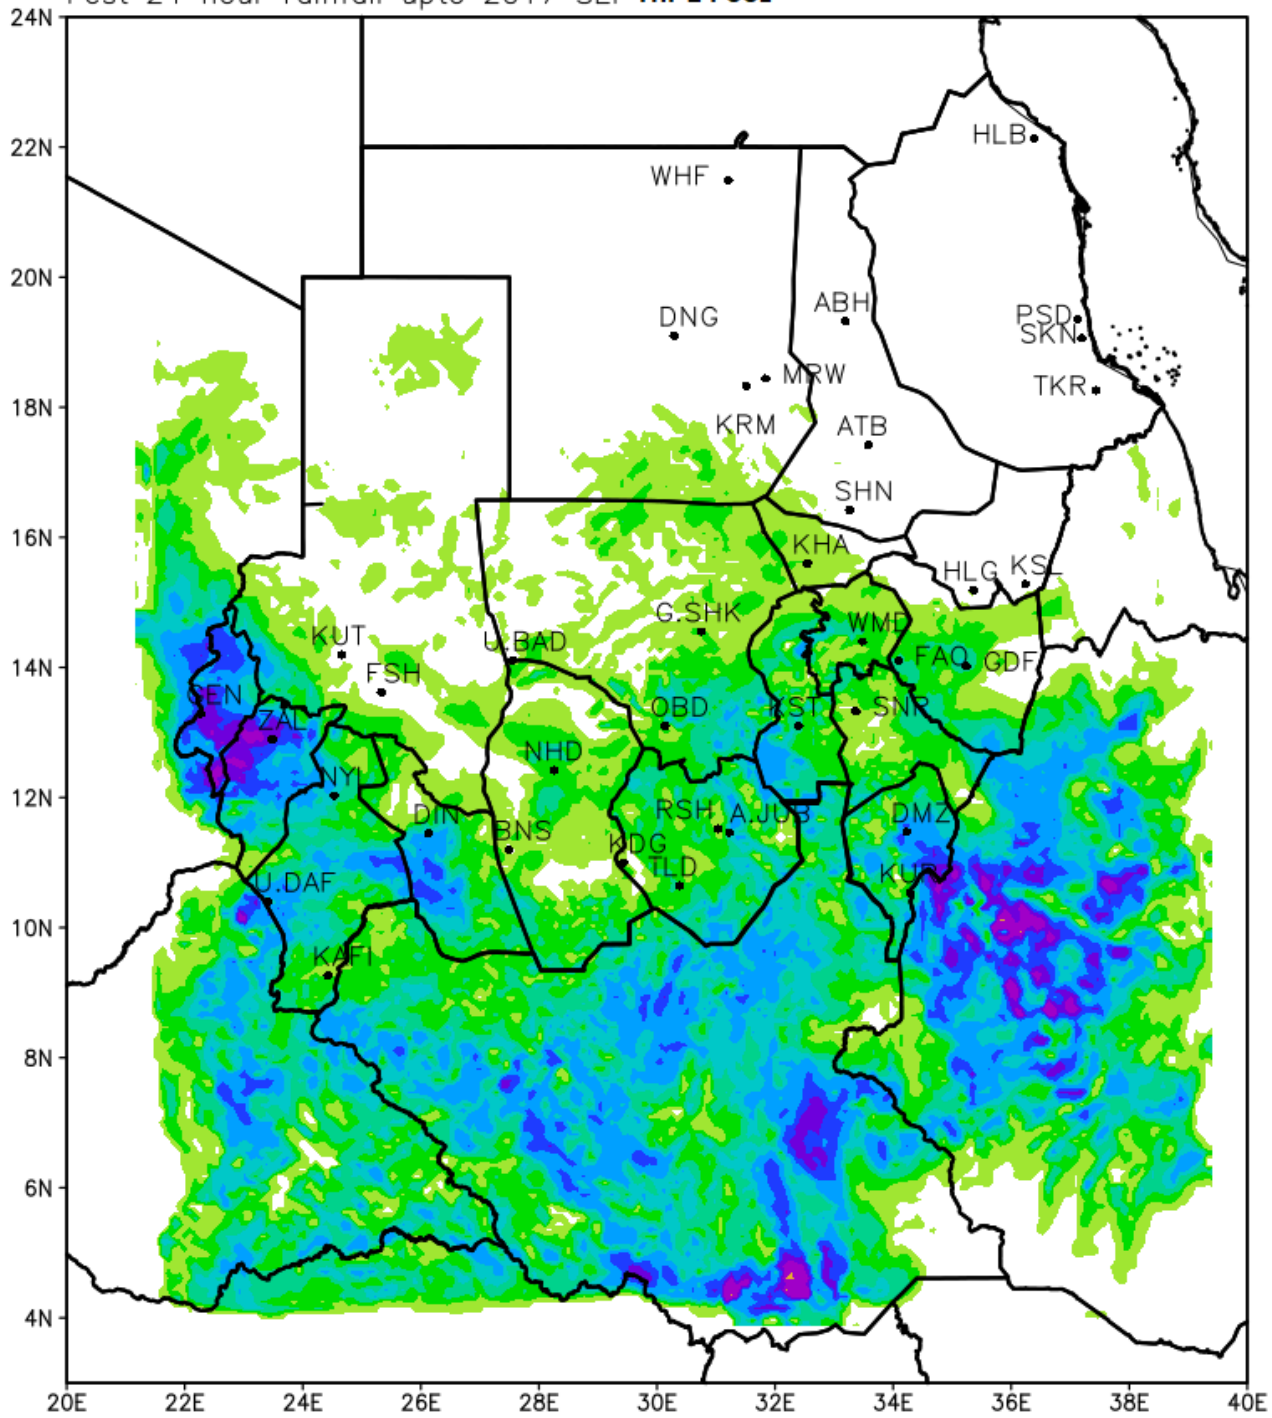 24N
22N
20N
18N
16N
14N
12N
10N
8N
6N
4N
HLB
WHF
ABH
DNG
PSD
SKN
MRW
TKR
KRM
ATB
SHN
KHA
HLG
KSL
G.SHK
WMD
KUT
U.BAD
FAO
GDF
FSH
GEN
OBD
KST
SNR
ZAL
NHD
NYL
RSH
A.JUB
DMZ
DIN
BNS
KDG
TLD
KUR
U.DAF
KAFI
20E
22E
24E
26E
28E
30E
32E
34E
36E
38E
40E